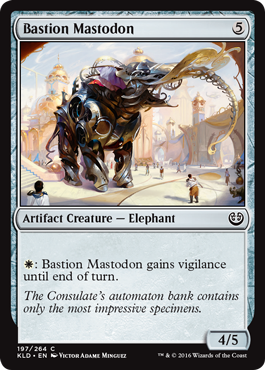 Bastion Mastodon 5
Artifact Creature — Elephant
: Bastion Mastodon gains vigilance
until end of turn.
The Consulate's automaton bank contains
only the most impressive specimens.
4/5
197/264 C
KLD • EN Victor Adame Minguez
™ & © 2016 Wizards of the Coast